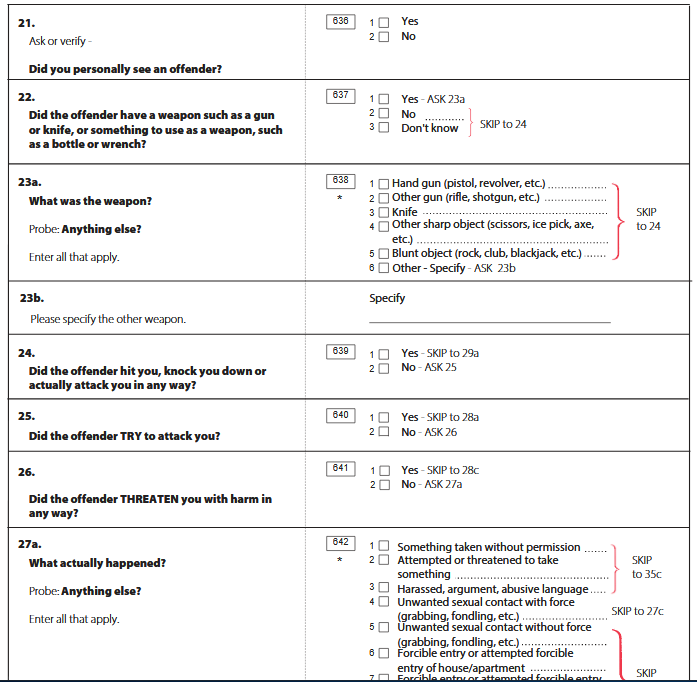 21.
Ask or verify -
Did you personally see an offender?
636
1 Yes
2 No
22.
Did the offender have a weapon such as a gun
or knife, or something to use as a weapon, such
as a bottle or wrench?
637
1 Yes - ASK 23a
2 No ............
3 Don't know
SKIP to 24
23a.
What was the weapon?
Probe: Anything else?
Enter all that apply.
638
*
1 Hand gun (pistol, revolver, etc.) ....................
2 Other gun (rifle, shotgun, etc.) .....................
3 Knife ..............................................................
4 Other sharp object (scissors, ice pick, axe,
etc.) ................................................................
5 Blunt object (rock, club, blackjack, etc.) .......
6 Other - Specify - ASK 23b
SKIP
to 24
23b.
Please specify the other weapon.
Specify
24.
Did the offender hit you, knock you down or
actually attack you in any way?
639
1 Yes - SKIP to 29a
2 No - ASK 25
25.
Did the offender TRY to attack you?
640
1 Yes - SKIP to 28a
2 No - ASK 26
26.
Did the offender THREATEN you with harm in
any way?
641
1 Yes - SKIP to 28c
2 No - ASK 27a
27a.
What actually happened?
Probe: Anything else?
Enter all that apply.
642
*
1 Something taken without permission .......
2 Attempted or threatened to take
something ....................................................
3 Harassed, argument, abusive language .....
SKIP
to 35c
4 Unwanted sexual contact with force
(grabbing, fondling, etc.) .............................
SKIP to 27c
5 Unwanted sexual contact without force
(grabbing, fondling, etc.) .............................
6 Forcible entry or attempted forcible
entry of house/apartment .........................
7 Forcible entry or attempted forcible entry
SKIP